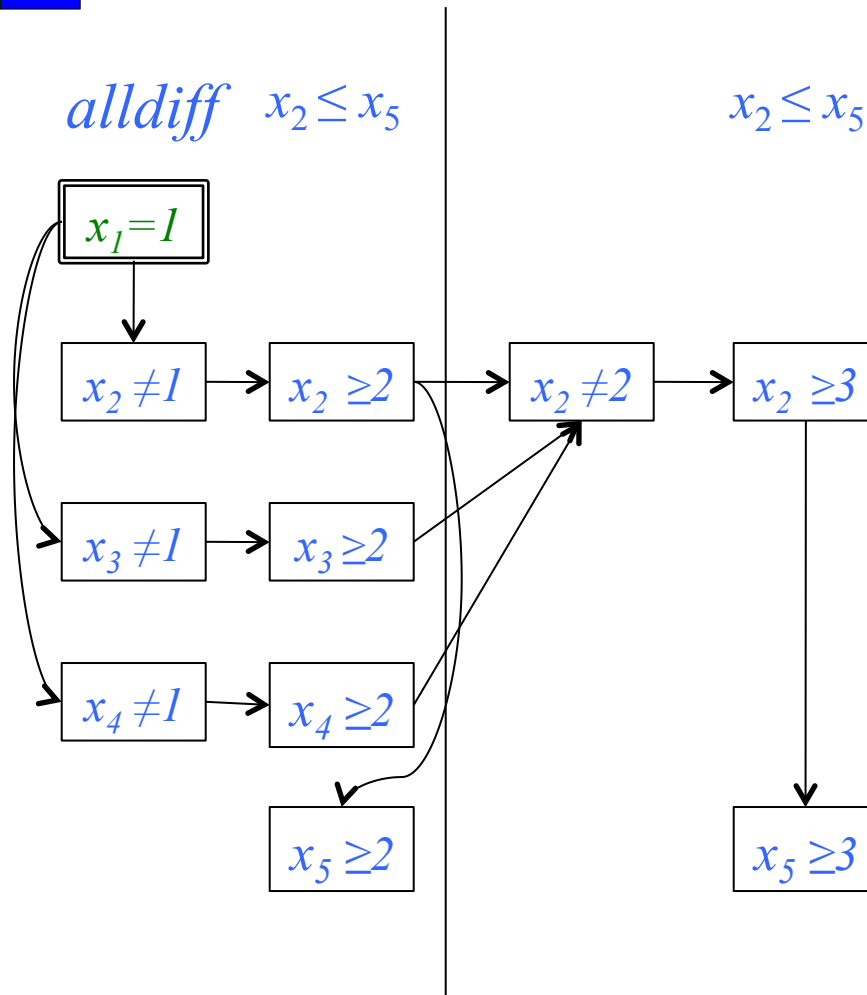 alldiff x₂ ≤ x₅ x₂ ≤ x₅
x₁=1
x₂ ≠1 x₂ ≥2 x₂ ≠2 x₂ ≥3
x₃ ≠1 x₃ ≥2
x₄ ≠1 x₄ ≥2
x₅ ≥2 x₅ ≥3